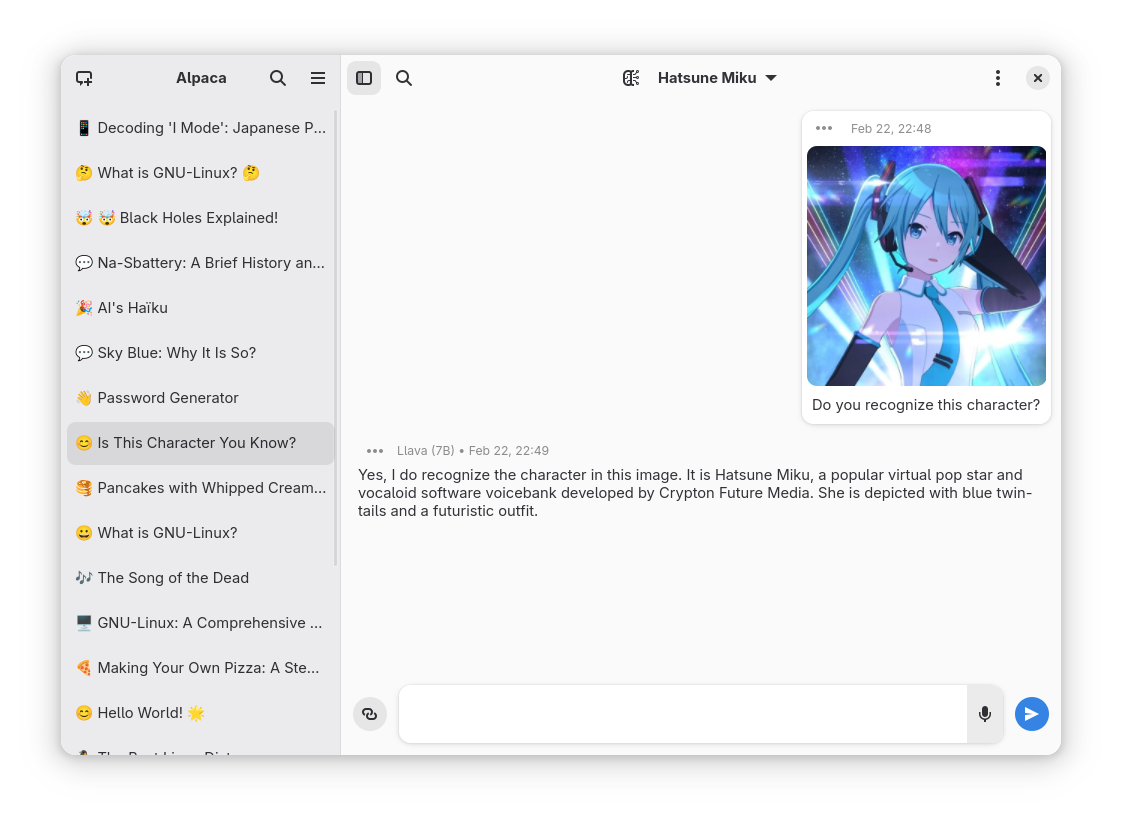 Alpaca
Hatsune Miku
📱 Decoding 'I Mode': Japanese P...
🤔 What is GNU-Linux? 🤔
🤯 🤯 Black Holes Explained!
💬 Na-Sbattery: A Brief History an...
🎉 AI's Haïku
💬 Sky Blue: Why It Is So?
👋 Password Generator
😊 Is This Character You Know?
🥞 Pancakes with Whipped Cream...
😀 What is GNU-Linux?
🎶 The Song of the Dead
🖥️ GNU-Linux: A Comprehensive ...
🍕 Making Your Own Pizza: A Ste...
😊 Hello World! 🌟
Feb 22, 22:48
Do you recognize this character?
Llava (7B) • Feb 22, 22:49
Yes, I do recognize the character in this image. It is Hatsune Miku, a popular virtual pop star and
vocaloid software voicebank developed by Crypton Future Media. She is depicted with blue twin-
tails and a futuristic outfit.